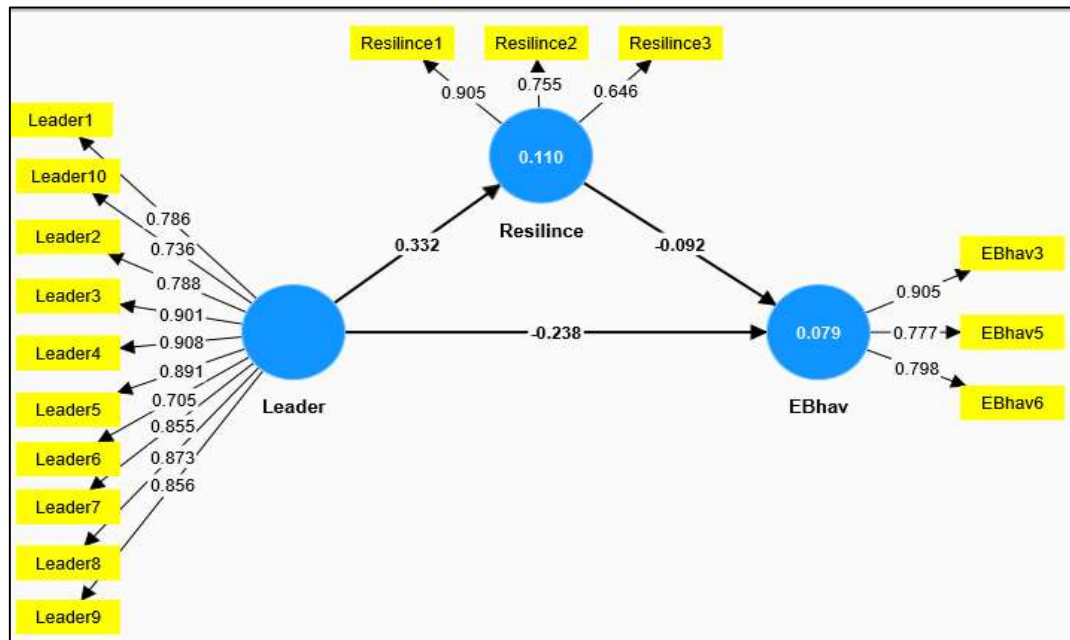 Resilince1
Resilince2
Resilince3
0.905
0.755
0.646
Leader1
Leader10
Leader2
Leader3
Leader4
Leader5
Leader6
Leader7
Leader8
Leader9
0.786
0.736
0.788
0.901
0.908
0.891
0.705
0.855
0.873
0.856
Leader
0.332
0.110
Resilince
-0.092
-0.238
0.079
EBhav
0.905
0.777
0.798
EBhav3
EBhav5
EBhav6